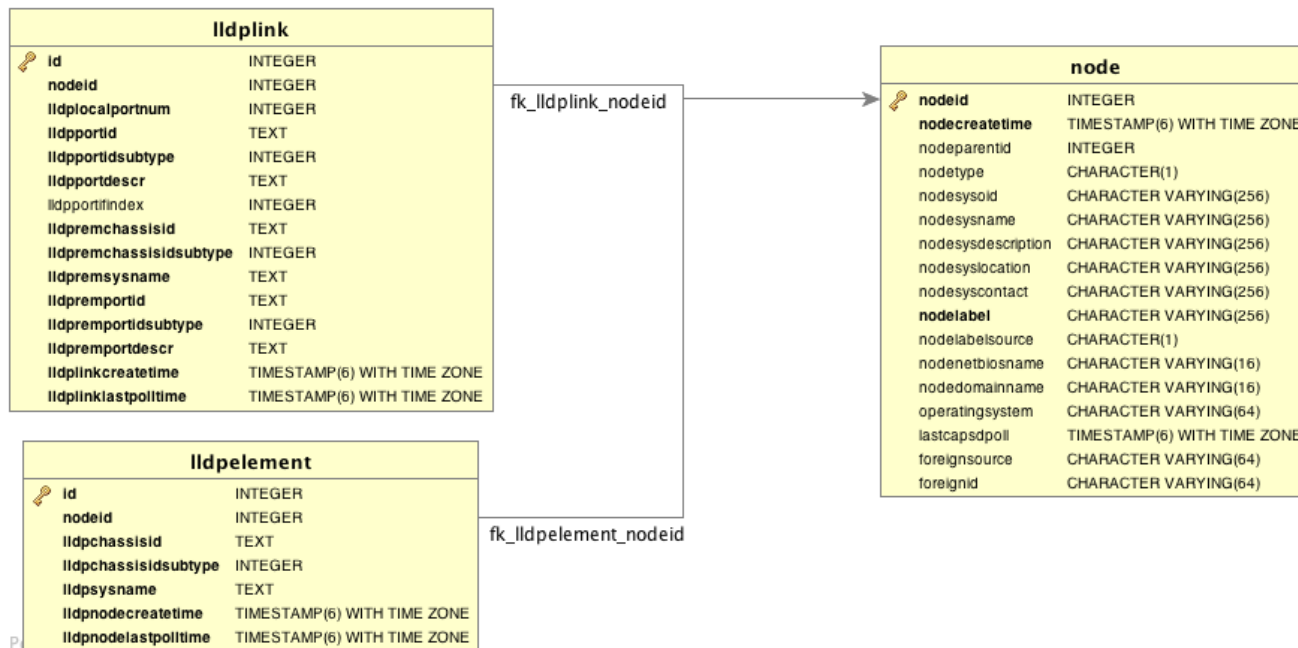 lldplink
id INTEGER
nodeid INTEGER
lldplocalportnum INTEGER
lldpportid TEXT
lldpportidsubtype INTEGER
lldpportdescr TEXT
lldpportifindex INTEGER
lldpremchassisid TEXT
lldpremchassisidsubtype INTEGER
lldpremsysname TEXT
lldpremportid TEXT
lldpremportidsubtype INTEGER
lldpremportdescr TEXT
lldplinkcreatetime TIMESTAMP(6) WITH TIME ZONE
lldplinklastpolltime TIMESTAMP(6) WITH TIME ZONE
fk_lldplink_nodeid
node
nodeid INTEGER
nodecreatetime TIMESTAMP(6) WITH TIME ZONE
nodeparentid INTEGER
nodetype CHARACTER(1)
nodesysoid CHARACTER VARYING(256)
nodesysname CHARACTER VARYING(256)
nodesysdescription CHARACTER VARYING(256)
nodesyslocation CHARACTER VARYING(256)
nodesyscontact CHARACTER VARYING(256)
nodelabel CHARACTER VARYING(256)
nodelabelsource CHARACTER(1)
nodenetbiosname CHARACTER VARYING(16)
nodedomainname CHARACTER VARYING(16)
operatingsystem CHARACTER VARYING(64)
lastcapsdpoll TIMESTAMP(6) WITH TIME ZONE
foreignsource CHARACTER VARYING(64)
foreignid CHARACTER VARYING(64)
lldpelement
id INTEGER
nodeid INTEGER
lldpchassisid TEXT
lldpchassisidsubtype INTEGER
lldpsysname TEXT
lldpnodecreatetime TIMESTAMP(6) WITH TIME ZONE
lldpnodelastpolltime TIMESTAMP(6) WITH TIME ZONE
fk_lldpelement_nodeid